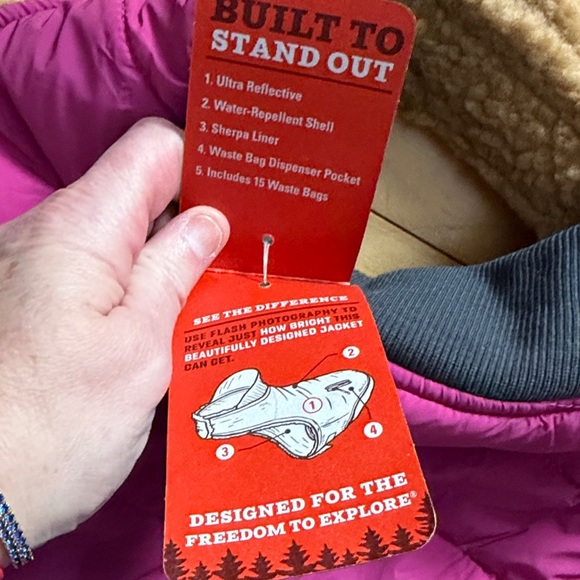 BUILT TO
STAND OUT
1. Ultra Reflective
2. Water-Repellent Shell
3. Sherpa Liner
4. Waste Bag Dispenser Pocket
5. Includes 15 Waste Bags
SEE THE DIFFERENCE
USE FLASH PHOTOGRAPHY TO
REVEAL JUST HOW BRIGHT THIS
BEAUTIFULLY DESIGNED JACKET
CAN GET.
2
1
4
3
DESIGNED FOR THE
FREEDOM TO EXPLORE®